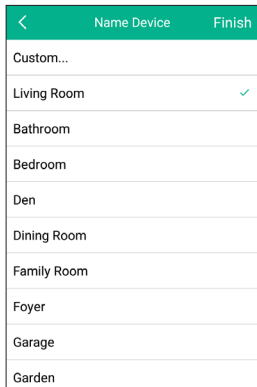 Name Device Finish
Custom...
Living Room
Bathroom
Bedroom
Den
Dining Room
Family Room
Foyer
Garage
Garden